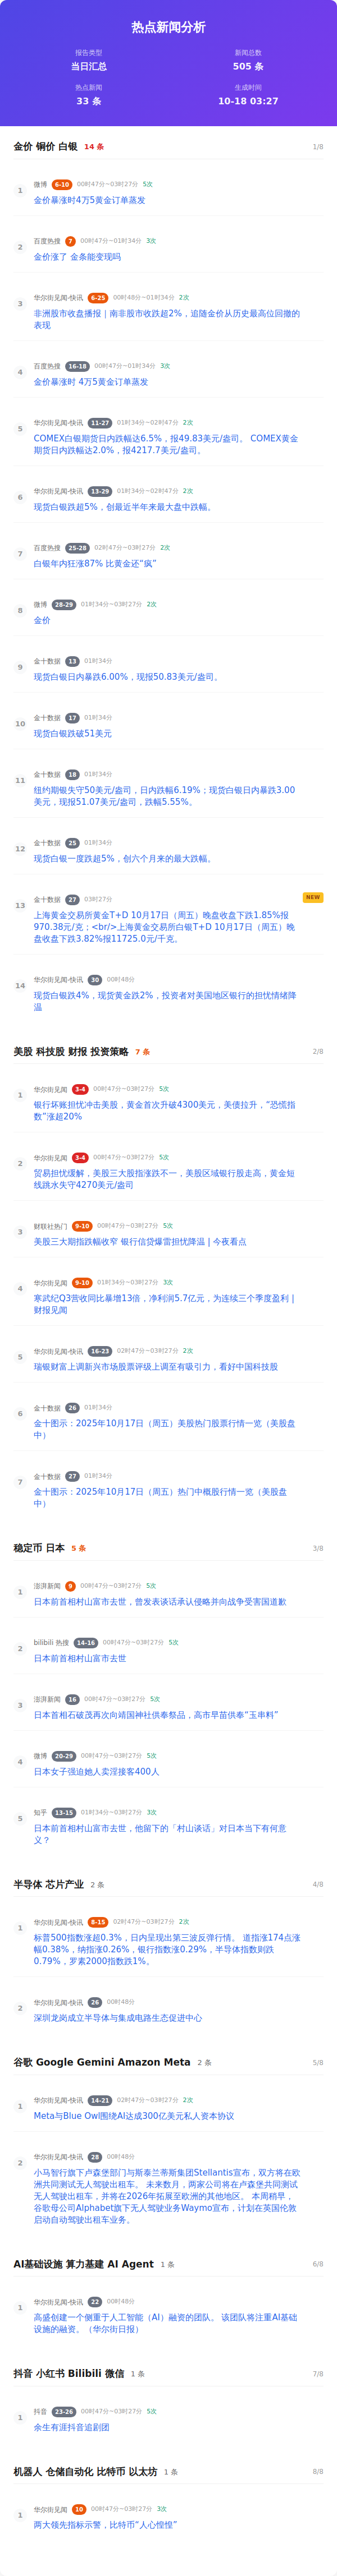 热点新闻分析
报告类型
新闻总数
当日汇总
505 条
热点新闻
生成时间
33 条
10-18 03:27
金价 铜价 白银 14 条 1/8
1
微博 6-10 00时47分~03时27分 5次
金价暴涨时4万5黄金订单蒸发
2
百度热搜 7 00时47分~01时34分 3次
金价涨了 金条能变现吗
3
华尔街见闻-快讯 6-25 00时48分~01时34分 2次
非洲股市收盘播报｜南非股市收跌超2%，追随金价从历史最高位回撤的
表现
4
百度热搜 16-18 00时47分~01时34分 3次
金价暴涨时 4万5黄金订单蒸发
5
华尔街见闻-快讯 11-27 01时34分~02时47分 2次
COMEX白银期货日内跌幅达6.5%，报49.83美元/盎司。 COMEX黄金
期货日内跌幅达2.0%，报4217.7美元/盎司。
6
华尔街见闻-快讯 13-29 01时34分~02时47分 2次
现货白银跌超5%，创最近半年来最大盘中跌幅。
7
百度热搜 25-28 02时47分~03时27分 2次
白银年内狂涨87% 比黄金还“疯”
8
微博 28-29 01时34分~03时27分 2次
金价
9
金十数据 13 01时34分
现货白银日内暴跌6.00%，现报50.83美元/盎司。
10
金十数据 17 01时34分
现货白银跌破51美元
11
金十数据 18 01时34分
纽约期银失守50美元/盎司，日内跌幅6.19%；现货白银日内暴跌3.00
美元，现报51.07美元/盎司，跌幅5.55%。
12
金十数据 25 01时34分
现货白银一度跌超5%，创六个月来的最大跌幅。
13
金十数据 27 03时27分 NEW
上海黄金交易所黄金T+D 10月17日（周五）晚盘收盘下跌1.85%报
970.38元/克；<br/>上海黄金交易所白银T+D 10月17日（周五）晚
盘收盘下跌3.82%报11725.0元/千克。
14
华尔街见闻-快讯 30 00时48分
现货白银跌4%，现货黄金跌2%，投资者对美国地区银行的担忧情绪降
温
美股 科技股 财报 投资策略 7 条 2/8
1
华尔街见闻 3-4 00时47分~03时27分 5次
银行坏账担忧冲击美股，黄金首次升破4300美元，美债拉升，“恐慌指
数”涨超20%
2
华尔街见闻 3-4 00时47分~03时27分 5次
贸易担忧缓解，美股三大股指涨跌不一，美股区域银行股走高，黄金短
线跳水失守4270美元/盎司
3
财联社热门 9-10 00时47分~03时27分 5次
美股三大期指跌幅收窄 银行信贷爆雷担忧降温 | 今夜看点
4
华尔街见闻 9-10 01时34分~03时27分 3次
寒武纪Q3营收同比暴增13倍，净利润5.7亿元，为连续三个季度盈利 |
财报见闻
5
华尔街见闻-快讯 16-23 02时47分~03时27分 2次
瑞银财富上调新兴市场股票评级上调至有吸引力，看好中国科技股
6
金十数据 26 01时34分
金十图示：2025年10月17日（周五）美股热门股票行情一览（美股盘
中）
7
金十数据 27 01时34分
金十图示：2025年10月17日（周五）热门中概股行情一览（美股盘
中）
稳定币 日本 5 条 3/8
1
澎湃新闻 9 00时47分~03时27分 5次
日本前首相村山富市去世，曾发表谈话承认侵略并向战争受害国道歉
2
bilibili 热搜 14-16 00时47分~03时27分 5次
日本前首相村山富市去世
3
澎湃新闻 16 00时47分~03时27分 5次
日本首相石破茂再次向靖国神社供奉祭品，高市早苗供奉“玉串料”
4
微博 20-29 00时47分~03时27分 5次
日本女子强迫她人卖淫接客400人
5
知乎 13-15 01时34分~03时27分 3次
日本前首相村山富市去世，他留下的「村山谈话」对日本当下有何意
义？
半导体 芯片产业 2 条 4/8
1
华尔街见闻-快讯 8-15 02时47分~03时27分 2次
标普500指数涨超0.3%，日内呈现出第三波反弹行情。 道指涨174点涨
幅0.38%，纳指涨0.26%，银行指数涨0.29%，半导体指数则跌
0.79%，罗素2000指数跌1%。
2
华尔街见闻-快讯 26 00时48分
深圳龙岗成立半导体与集成电路生态促进中心
谷歌 Google Gemini Amazon Meta 2 条 5/8
1
华尔街见闻-快讯 14-21 02时47分~03时27分 2次
Meta与Blue Owl围绕AI达成300亿美元私人资本协议
2
华尔街见闻-快讯 28 00时48分
小马智行旗下卢森堡部门与斯泰兰蒂斯集团Stellantis宣布，双方将在欧
洲共同测试无人驾驶出租车。 未来数月，两家公司将在卢森堡共同测试
无人驾驶出租车，并将在2026年拓展至欧洲的其他地区。 本周稍早，
谷歌母公司Alphabet旗下无人驾驶业务Waymo宣布，计划在英国伦敦
启动自动驾驶出租车业务。
AI基础设施 算力基建 AI Agent 1 条 6/8
1
华尔街见闻-快讯 22 00时48分
高盛创建一个侧重于人工智能（AI）融资的团队。 该团队将注重AI基础
设施的融资。（华尔街日报）
抖音 小红书 Bilibili 微信 1 条 7/8
1
抖音 23-26 00时47分~03时27分 5次
余生有涯抖音追剧团
机器人 仓储自动化 比特币 以太坊 1 条 8/8
1
华尔街见闻 10 00时47分~03时27分 3次
两大领先指标示警，比特币“人心惶惶”